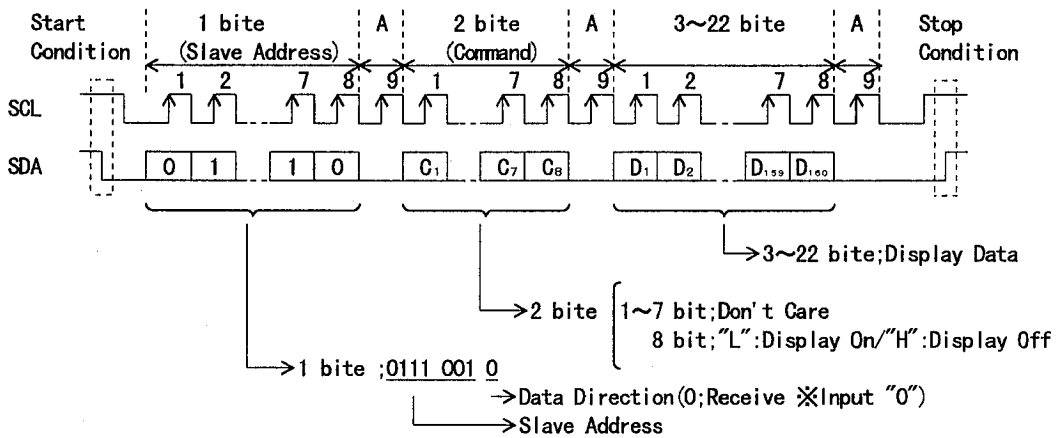 Start Condition
1 bite (Slave Address)
A
2 bite (Command)
A
3～22 bite
A
Stop Condition
1 2 7 8 9 1 7 8 9 1 2 7 8 9
SCL
SDA
0 1 1 0 C₁ C₇ C₈ D₁ D₂ D₁₅₉ D₁₆₀
3～22 bite;Display Data
2 bite
1～7 bit;Don't Care
8 bit;"L":Display On/"H":Display Off
1 bite ;0111 001 0
Data Direction(0;Receive ※Input "0")
Slave Address